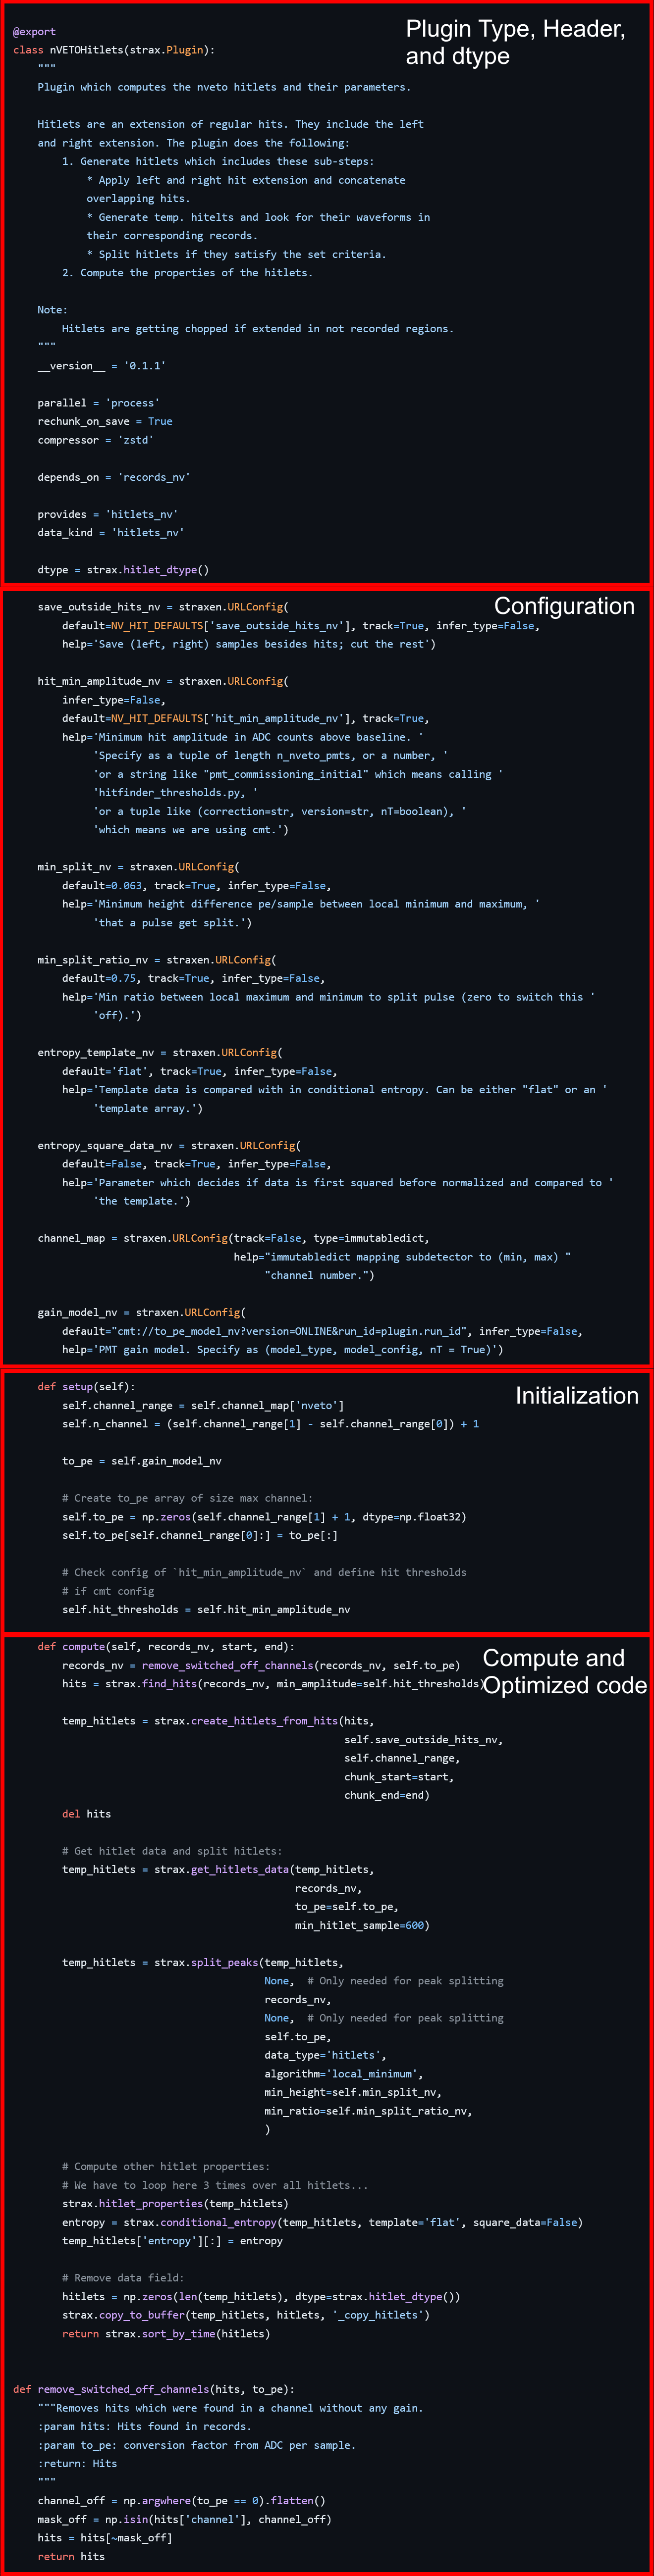 Plugin Type, Header,
and dtype
@export
class nVETOHitlets(strax.Plugin):
    """
    Plugin which computes the nveto hitlets and their parameters.

    Hitlets are an extension of regular hits. They include the left
    and right extension. The plugin does the following:
        1. Generate hitlets which includes these sub-steps:
            * Apply left and right hit extension and concatenate
            overlapping hits.
            * Generate temp. hitelts and look for their waveforms in
            their corresponding records.
            * Split hitlets if they satisfy the set criteria.
        2. Compute the properties of the hitlets.

    Note:
        Hitlets are getting chopped if extended in not recorded regions.
    """
    __version__ = '0.1.1'

    parallel = 'process'
    rechunk_on_save = True
    compressor = 'zstd'

    depends_on = 'records_nv'

    provides = 'hitlets_nv'
    data_kind = 'hitlets_nv'

    dtype = strax.hitlet_dtype()

Configuration
    save_outside_hits_nv = straxen.URLConfig(
        default=NV_HIT_DEFAULTS['save_outside_hits_nv'], track=True, infer_type=False,
        help='Save (left, right) samples besides hits; cut the rest')

    hit_min_amplitude_nv = straxen.URLConfig(
        infer_type=False,
        default=NV_HIT_DEFAULTS['hit_min_amplitude_nv'], track=True,
        help='Minimum hit amplitude in ADC counts above baseline. '
             'Specify as a tuple of length n_nveto_pmts, or a number, '
             'or a string like "pmt_commissioning_initial" which means calling '
             'hitfinder_thresholds.py, '
             'or a tuple like (correction=str, version=str, nT=boolean), '
             'which means we are using cmt.')

    min_split_nv = straxen.URLConfig(
        default=0.063, track=True, infer_type=False,
        help='Minimum height difference pe/sample between local minimum and maximum, '
             'that a pulse get split.')

    min_split_ratio_nv = straxen.URLConfig(
        default=0.75, track=True, infer_type=False,
        help='Min ratio between local maximum and minimum to split pulse (zero to switch this '
             'off).')

    entropy_template_nv = straxen.URLConfig(
        default='flat', track=True, infer_type=False,
        help='Template data is compared with in conditional entropy. Can be either "flat" or an '
             'template array.')

    entropy_square_data_nv = straxen.URLConfig(
        default=False, track=True, infer_type=False,
        help='Parameter which decides if data is first squared before normalized and compared to '
             'the template.')

    channel_map = straxen.URLConfig(track=False, type=immutabledict,
                                    help="immutabledict mapping subdetector to (min, max) "
                                         "channel number.")

    gain_model_nv = straxen.URLConfig(
        default="cmt://to_pe_model_nv?version=ONLINE&run_id=plugin.run_id", infer_type=False,
        help='PMT gain model. Specify as (model_type, model_config, nT = True)')

Initialization
    def setup(self):
        self.channel_range = self.channel_map['nveto']
        self.n_channel = (self.channel_range[1] - self.channel_range[0]) + 1

        to_pe = self.gain_model_nv

        # Create to_pe array of size max channel:
        self.to_pe = np.zeros(self.channel_range[1] + 1, dtype=np.float32)
        self.to_pe[self.channel_range[0]:] = to_pe[:]

        # Check config of `hit_min_amplitude_nv` and define hit thresholds
        # if cmt config
        self.hit_thresholds = self.hit_min_amplitude_nv

Compute and
Optimized code
    def compute(self, records_nv, start, end):
        records_nv = remove_switched_off_channels(records_nv, self.to_pe)
        hits = strax.find_hits(records_nv, min_amplitude=self.hit_thresholds)

        temp_hitlets = strax.create_hitlets_from_hits(hits,
                                                      self.save_outside_hits_nv,
                                                      self.channel_range,
                                                      chunk_start=start,
                                                      chunk_end=end)
        del hits

        # Get hitlet data and split hitlets:
        temp_hitlets = strax.get_hitlets_data(temp_hitlets,
                                              records_nv,
                                              to_pe=self.to_pe,
                                              min_hitlet_sample=600)

        temp_hitlets = strax.split_peaks(temp_hitlets,
                                         None,  # Only needed for peak splitting
                                         records_nv,
                                         None,  # Only needed for peak splitting
                                         self.to_pe,
                                         data_type='hitlets',
                                         algorithm='local_minimum',
                                         min_height=self.min_split_nv,
                                         min_ratio=self.min_split_ratio_nv,
                                         )

        # Compute other hitlet properties:
        # We have to loop here 3 times over all hitlets...
        strax.hitlet_properties(temp_hitlets)
        entropy = strax.conditional_entropy(temp_hitlets, template='flat', square_data=False)
        temp_hitlets['entropy'][:] = entropy

        # Remove data field:
        hitlets = np.zeros(len(temp_hitlets), dtype=strax.hitlet_dtype())
        strax.copy_to_buffer(temp_hitlets, hitlets, '_copy_hitlets')
        return strax.sort_by_time(hitlets)


def remove_switched_off_channels(hits, to_pe):
    """Removes hits which were found in a channel without any gain.
    :param hits: Hits found in records.
    :param to_pe: conversion factor from ADC per sample.
    :return: Hits
    """
    channel_off = np.argwhere(to_pe == 0).flatten()
    mask_off = np.isin(hits['channel'], channel_off)
    hits = hits[~mask_off]
    return hits